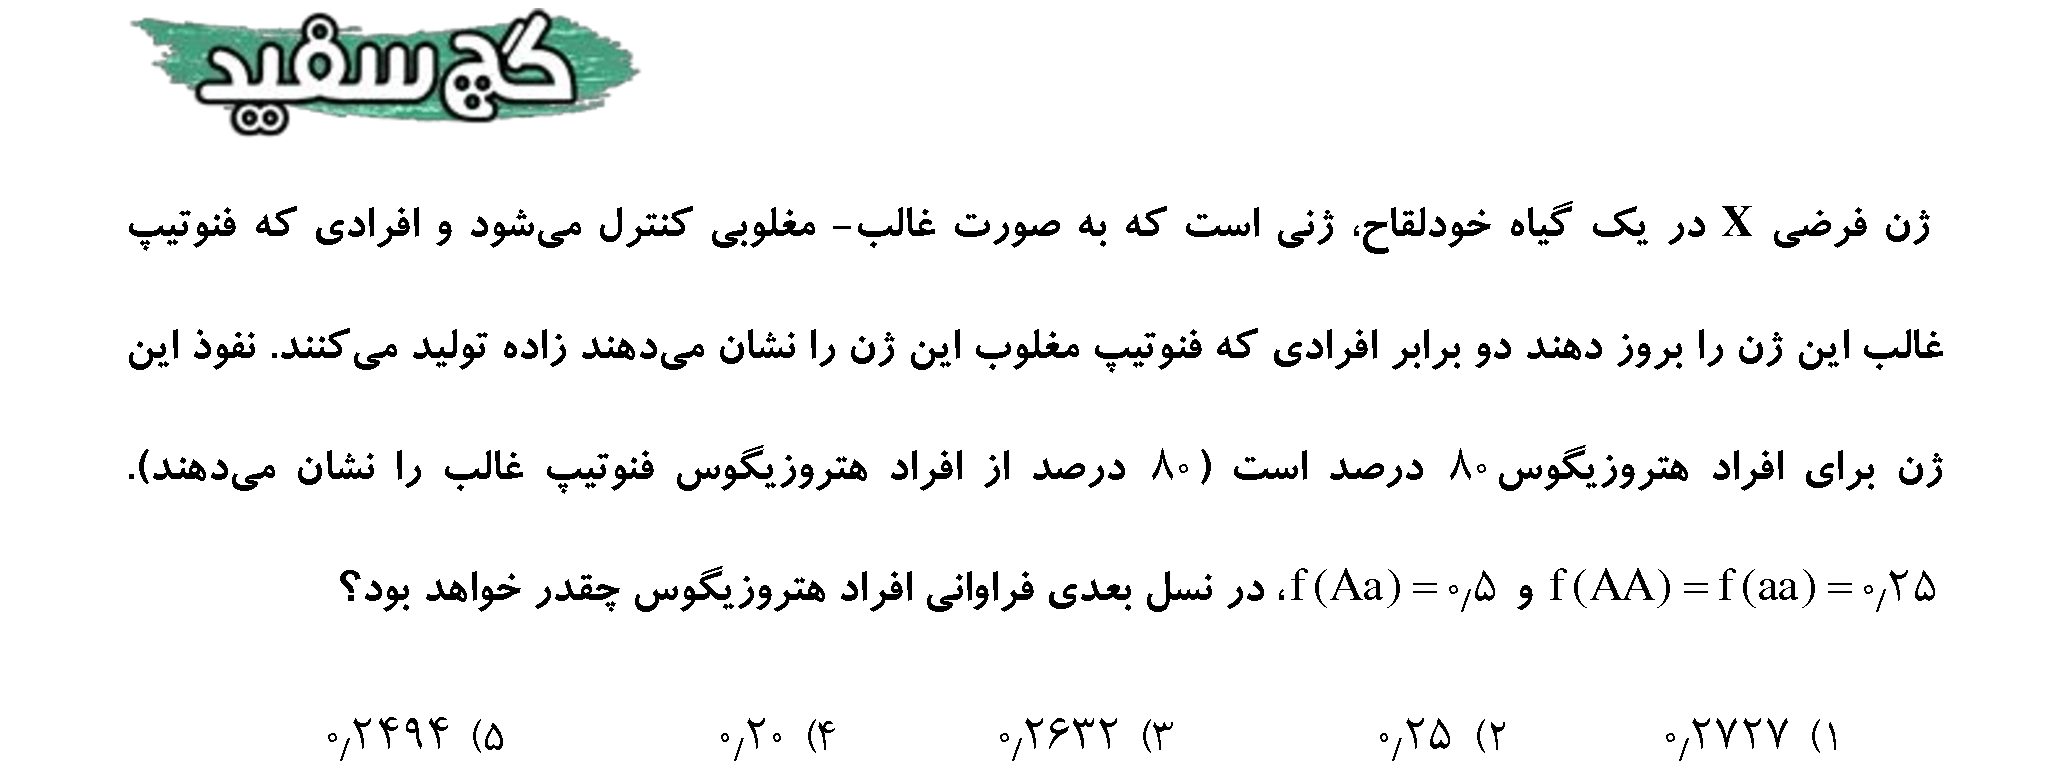 گچ سفید
ژن فرضی X در یک گیاه خودلقاح، ژنی است که به صورت غالب- مغلوبی کنترل می‌شود و افرادی که فنوتیپ
غالب این ژن را بروز دهند دو برابر افرادی که فنوتیپ مغلوب این ژن را نشان می‌دهند زاده تولید می‌کنند. نفوذ این
ژن برای افراد هتروزیگوس ۸۰ درصد است (۸۰ درصد از افراد هتروزیگوس فنوتیپ غالب را نشان می‌دهند).
f(AA) = f(aa) = ۰/۲۵ و f(Aa) = ۰/۵، در نسل بعدی فراوانی افراد هتروزیگوس چقدر خواهد بود؟
۱) ۰/۲۷۲۷ ۲) ۰/۲۵ ۳) ۰/۲۶۳۲ ۴) ۰/۲۰ ۵) ۰/۲۴۹۴